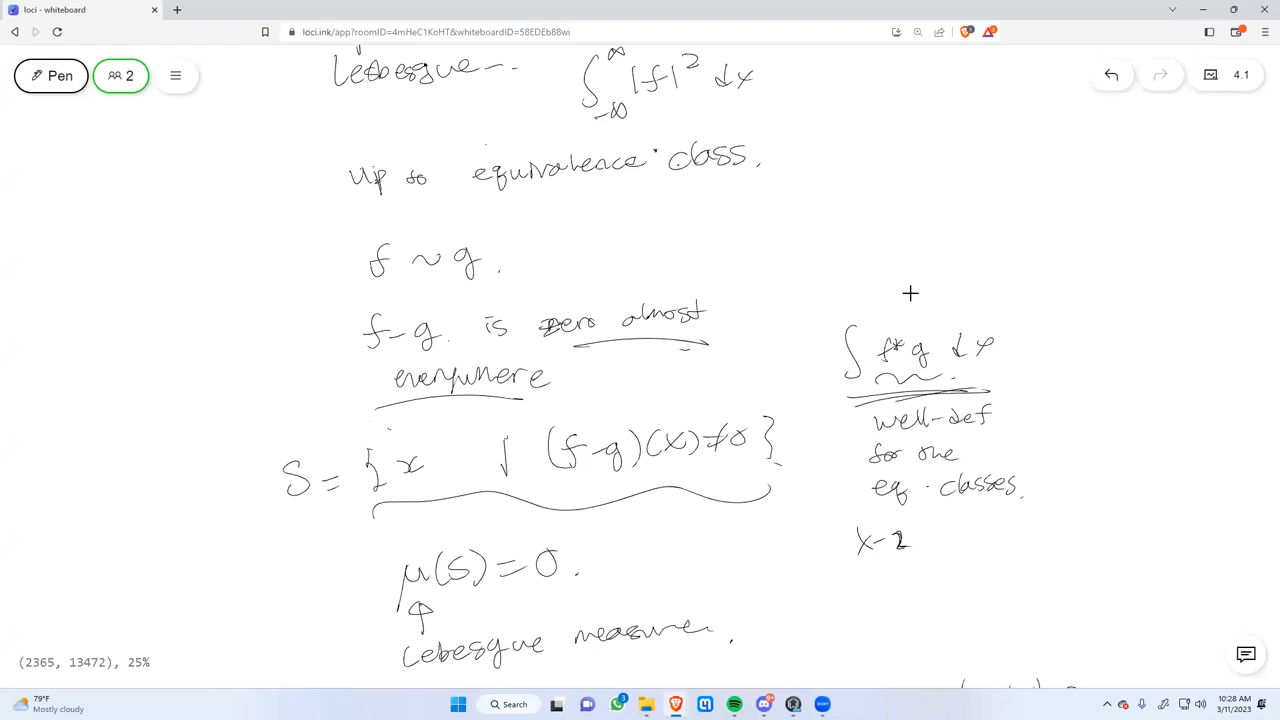 loci - whiteboard
loci.ink/app?roomID=4mHeC1KoHT&whiteboardID=58EDEb88wi
Pen
2
4.1
Lebesgue -.
∫_{-∞}^{∞} |f|² dx
up to equivalence class.
f ~ g.
f-g. is zero almost
everywhere
S = { x | (f-g)(x) ≠ 0 }
μ(S) = 0.
Lebesgue measure.
∫ f* g dx
well-def
for the
eq. classes.
x-2
(2365, 13472), 25%
79°F
Mostly cloudy
Search
3
10:28 AM
3/11/2023